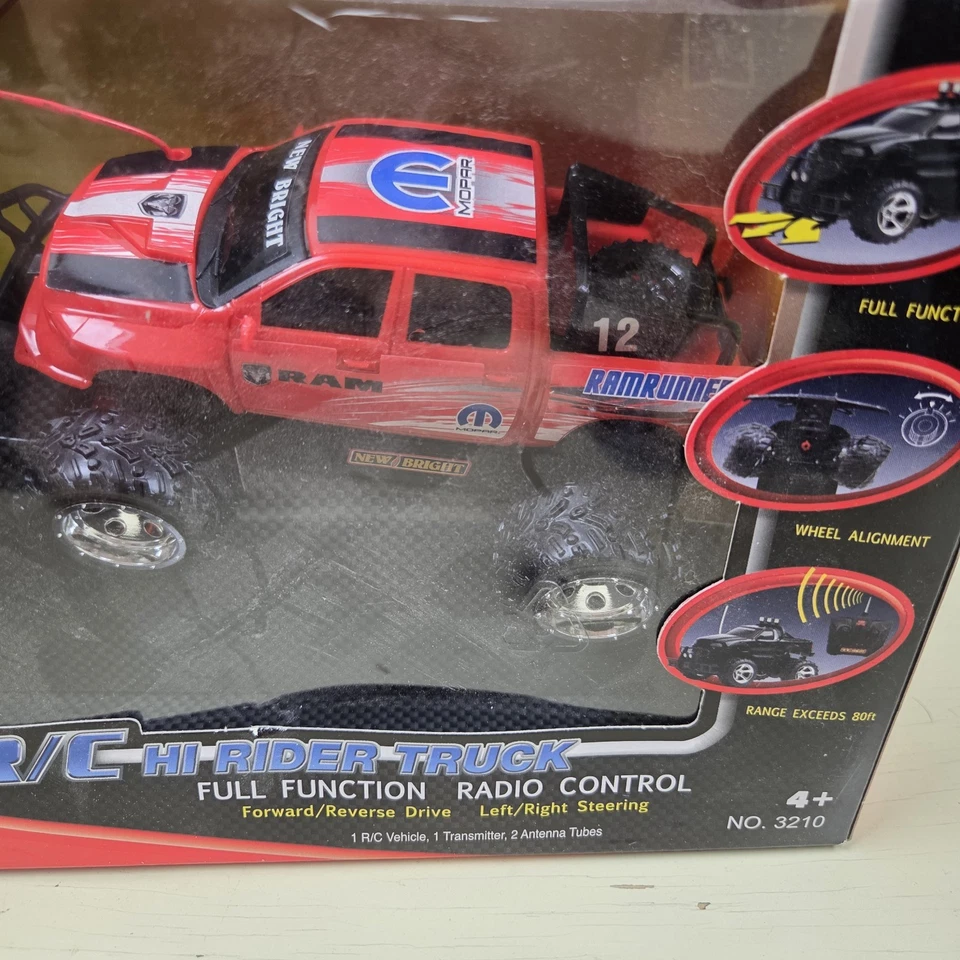 NEW BRIGHT
MOPAR
12
RAM
RAMRUNNER
MOPAR
NEW BRIGHT
FULL FUNCT
WHEEL ALIGNMENT
RANGE EXCEEDS 80ft
R/C HI RIDER TRUCK
FULL FUNCTION RADIO CONTROL
Forward/Reverse Drive Left/Right Steering
1 R/C Vehicle, 1 Transmitter, 2 Antenna Tubes
4+
NO. 3210